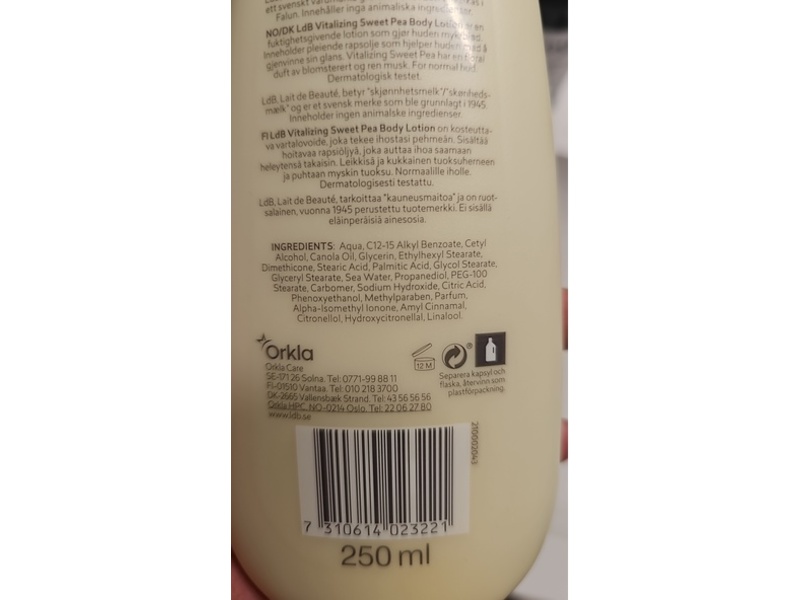 ett svenskt
Falun. Innehåller inga animaliska ingredienser.
NO/DK LdB Vitalizing Sweet Pea Body Lotion er en
fuktighetsgivende lotion som gjør huden myk
Inneholder pleiende rapsolje som hjelper huden med å
gjenvinne sin glans. Vitalizing Sweet Pea har en floral
duft av blomsterert og ren musk. For normal hud.
Dermatologisk testet.
LdB, Lait de Beauté, betyr "skjønnhetsmelk"/"skønheds-
mælk" og er et svensk merke som ble grunnlagt i 1945.
Inneholder ingen animalske ingredienser.
FI LdB Vitalizing Sweet Pea Body Lotion on kosteutta-
va vartalovoide, joka tekee ihostasi pehmeän. Sisältää
hoitavaa rapsiöljyä, joka auttaa ihoa saamaan
heleytensä takaisin. Leikkisä ja kukkainen tuoksuherneen
ja puhtaan myskin tuoksu. Normaalille iholle.
Dermatologisesti testattu.
LdB, Lait de Beauté, tarkoittaa "kauneusmaitoa" ja on ruot-
salainen, vuonna 1945 perustettu tuotemerkki. Ei sisällä
eläinperäisiä ainesosia.
INGREDIENTS: Aqua, C12-15 Alkyl Benzoate, Cetyl
Alcohol, Canola Oil, Glycerin, Ethylhexyl Stearate,
Dimethicone, Stearic Acid, Palmitic Acid, Glycol Stearate,
Glyceryl Stearate, Sea Water, Propanediol, PEG-100
Stearate, Carbomer, Sodium Hydroxide, Citric Acid,
Phenoxyethanol, Methylparaben, Parfum,
Alpha-Isomethyl Ionone, Amyl Cinnamal,
Citronellol, Hydroxycitronellal, Linalool.
Orkla
Orkla Care
SE-171 26 Solna. Tel: 0771-99 88 11
FI-01510 Vantaa. Tel: 010 218 3700
DK-2665 Vallensbæk Strand. Tel: 43 56 56 56
Orkla HPC, NO-0214 Oslo. Tel: 22 06 27 80
www.ldb.se
12 M
®
Separera kapsyl och
flaska, återvinn som
plastförpackning.
210002043
7 310614 023221
250 ml